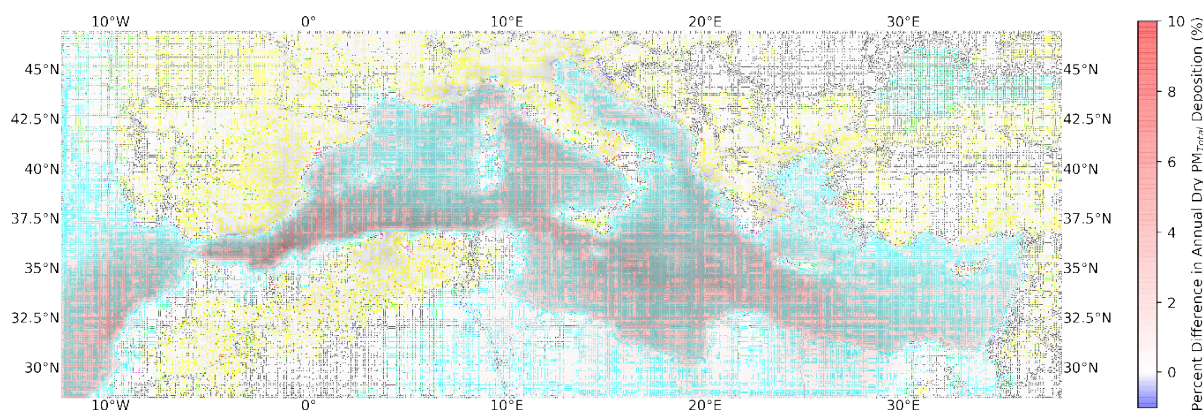 10°W 0° 10°E 20°E 30°E
45°N 45°N
42.5°N 42.5°N
40°N 40°N
37.5°N 37.5°N
35°N 35°N
32.5°N 32.5°N
30°N 30°N
10°W 0° 10°E 20°E 30°E
10
8
6
4
2
0
Percent Difference in Annual Dry PM_Total Deposition (%)